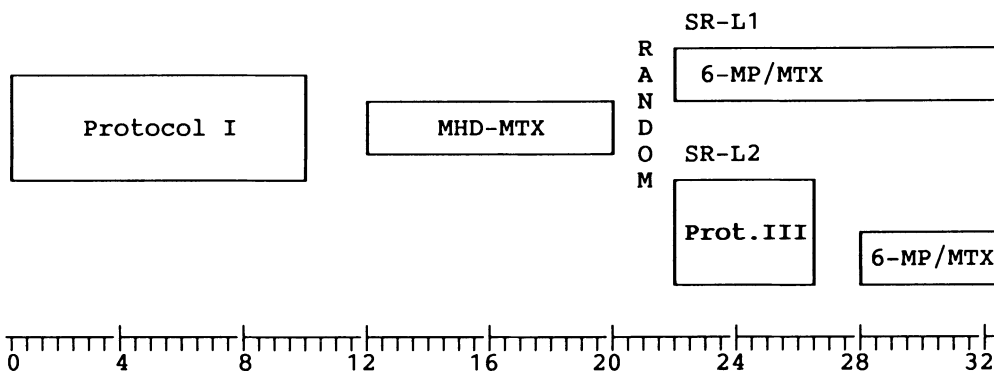 SR-L1
RANDOM
6-MP/MTX
Protocol I
MHD-MTX
SR-L2
Prot.III
6-MP/MTX
0 4 8 12 16 20 24 28 32